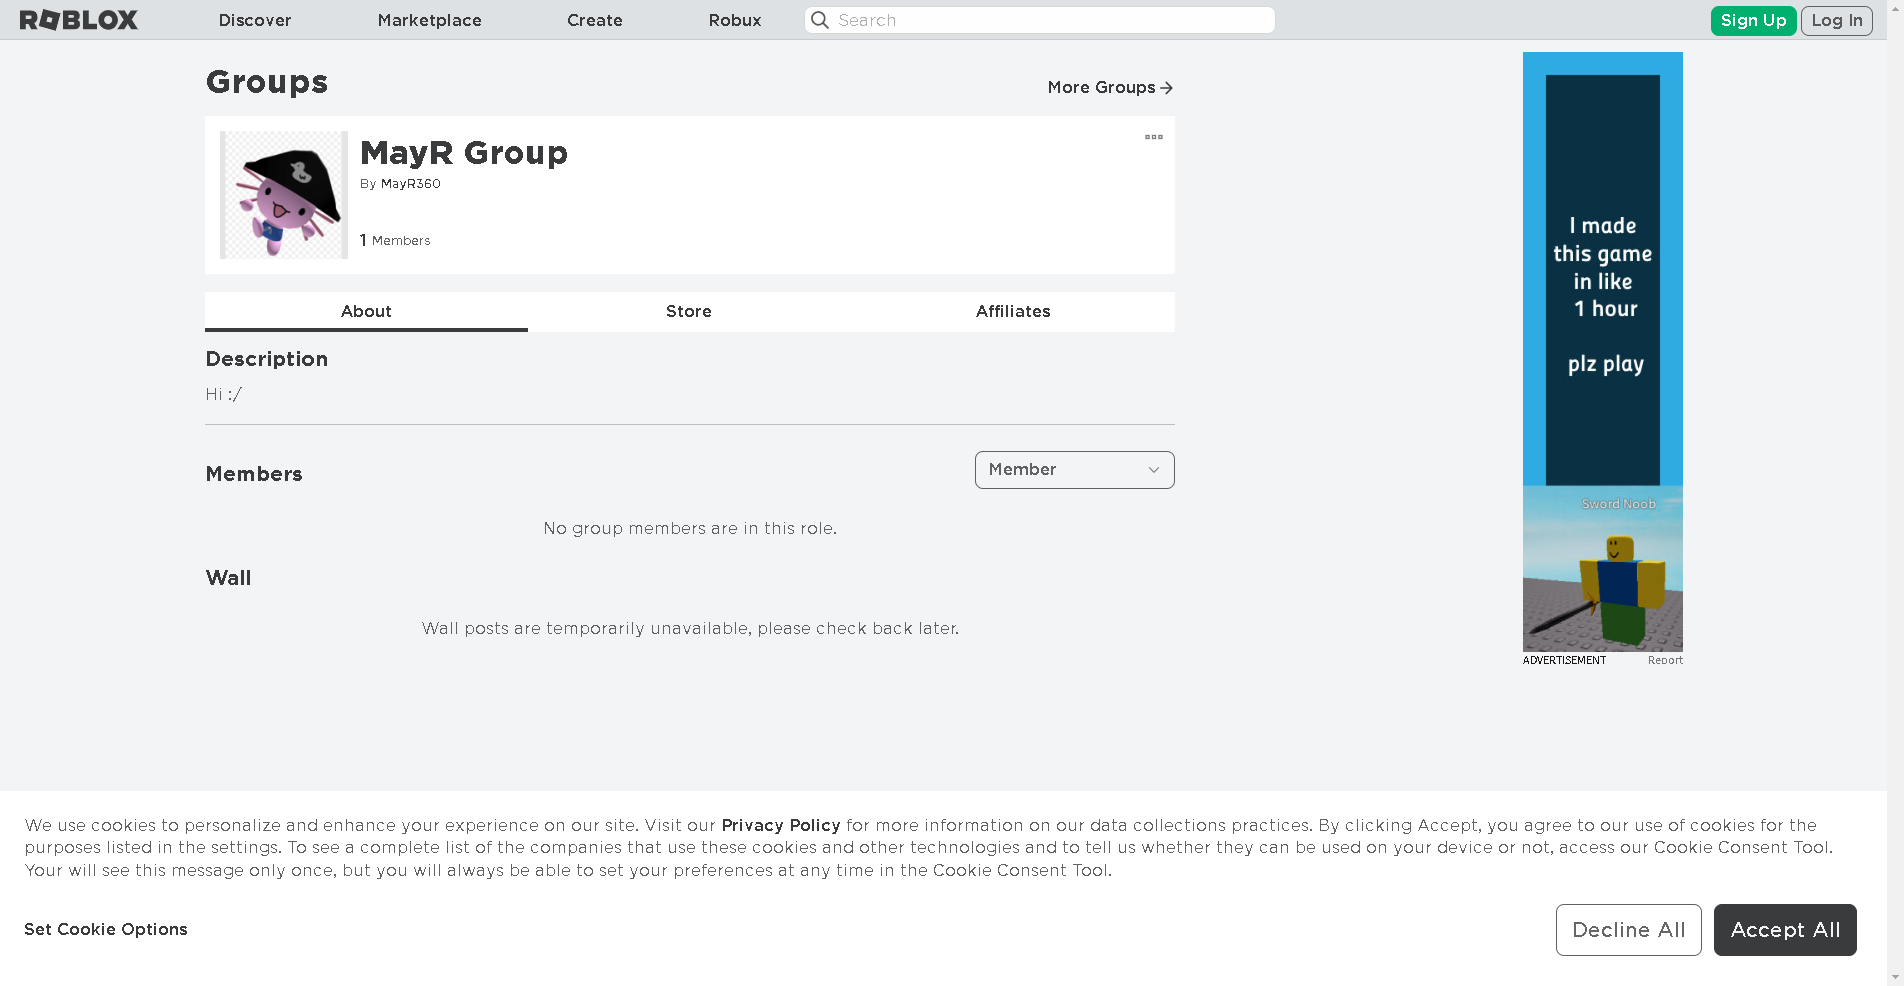 ROBLOX Discover Marketplace Create Robux Search Sign Up Log In
Groups
More Groups
MayR Group
By MayR360
1 Members
About Store Affiliates
Description
Hi :/
Members
Member
No group members are in this role.
Wall
Wall posts are temporarily unavailable, please check back later.
I made
this game
in like
1 hour
plz play
Sword Noob
ADVERTISEMENT Report
We use cookies to personalize and enhance your experience on our site. Visit our Privacy Policy for more information on our data collections practices. By clicking Accept, you agree to our use of cookies for the
purposes listed in the settings. To see a complete list of the companies that use these cookies and other technologies and to tell us whether they can be used on your device or not, access our Cookie Consent Tool.
Your will see this message only once, but you will always be able to set your preferences at any time in the Cookie Consent Tool.
Set Cookie Options
Decline All Accept All